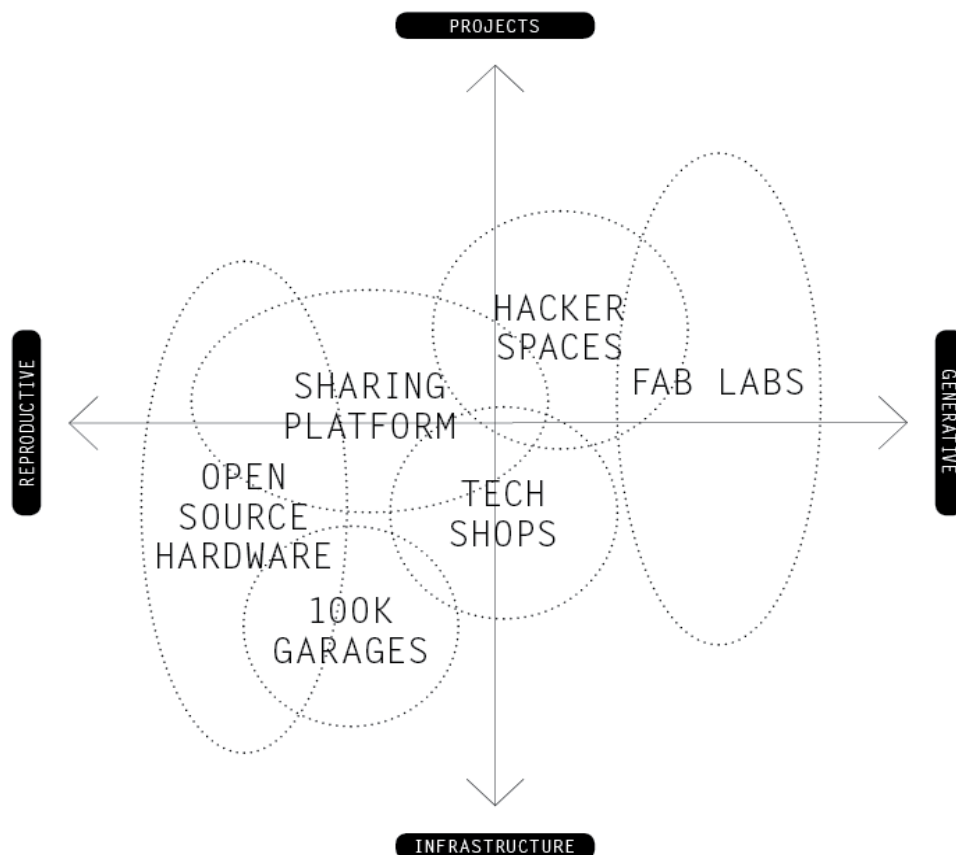 PROJECTS
HACKER
SPACES
FAB LABS
SHARING
PLATFORM
REPRODUCTIVE
GENERATIVE
OPEN
SOURCE
HARDWARE
TECH
SHOPS
100K
GARAGES
INFRASTRUCTURE